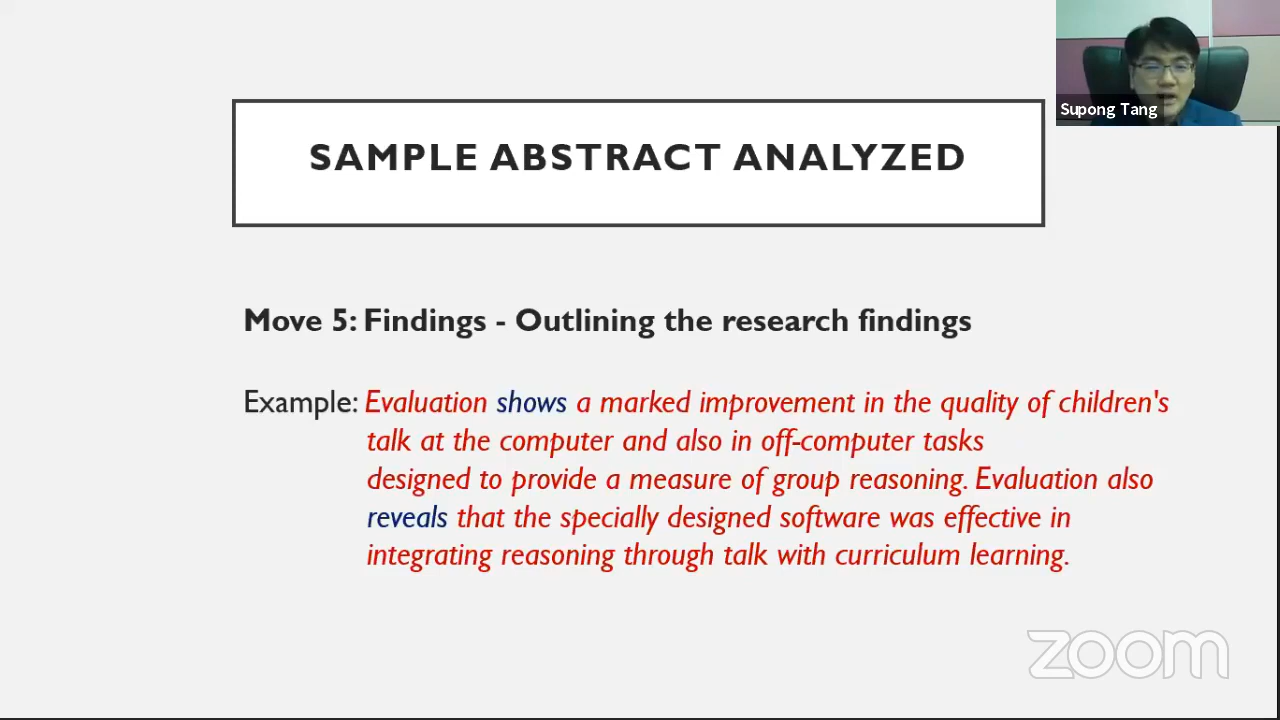 Supong Tang
SAMPLE ABSTRACT ANALYZED
Move 5: Findings - Outlining the research findings
Example: Evaluation shows a marked improvement in the quality of children's
talk at the computer and also in off-computer tasks
designed to provide a measure of group reasoning. Evaluation also
reveals that the specially designed software was effective in
integrating reasoning through talk with curriculum learning.
zoom